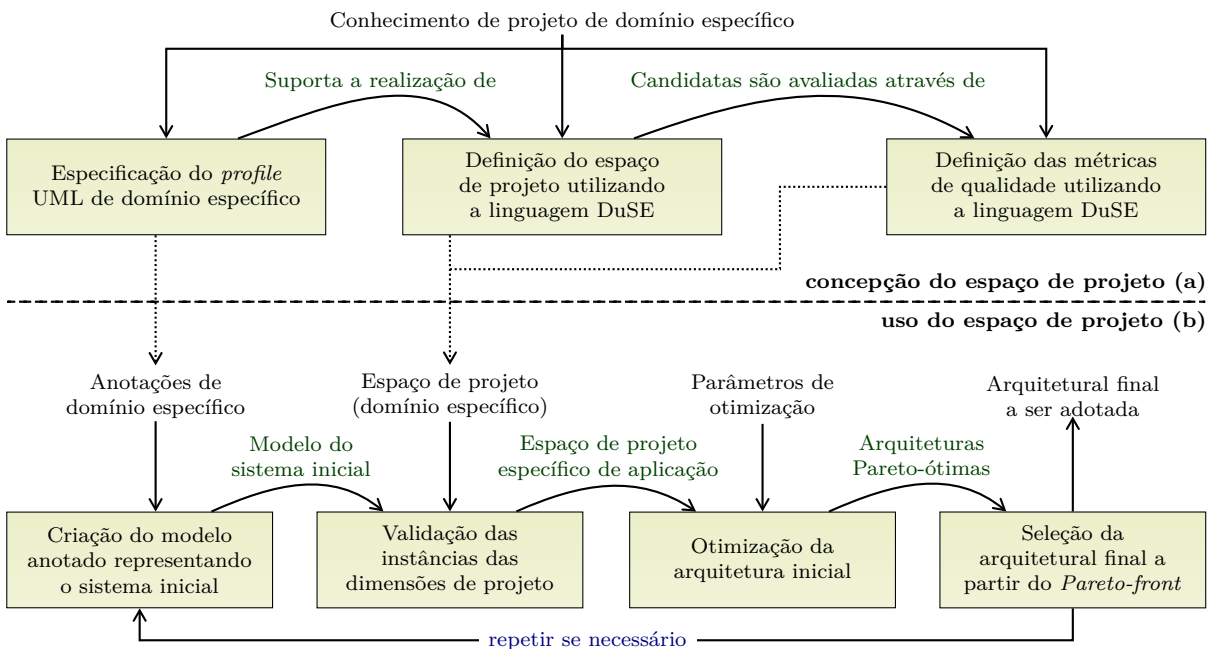 Conhecimento de projeto de domínio específico
Suporta a realização de
Candidatas são avaliadas através de
Especificação do profile
UML de domínio específico
Definição do espaço
de projeto utilizando
a linguagem DuSE
Definição das métricas
de qualidade utilizando
a linguagem DuSE
concepção do espaço de projeto (a)
uso do espaço de projeto (b)
Anotações de
domínio específico
Espaço de projeto
(domínio específico)
Parâmetros de
otimização
Arquitetural final
a ser adotada
Modelo do
sistema inicial
Espaço de projeto
específico de aplicação
Arquiteturas
Pareto-ótimas
Criação do modelo
anotado representando
o sistema inicial
Validação das
instâncias das
dimensões de projeto
Otimização da
arquitetura inicial
Seleção da
arquitetural final a
partir do Pareto-front
repetir se necessário